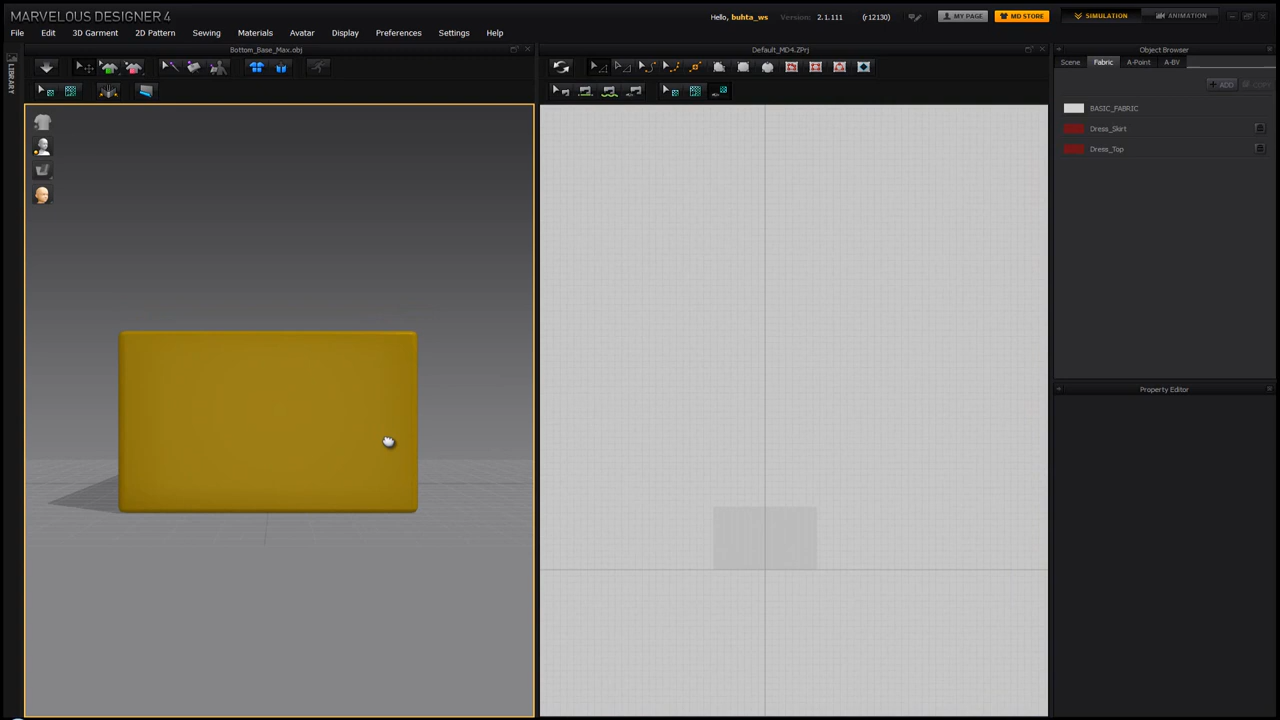 MARVELOUS DESIGNER 4
Hello, buhta_ws Version: 2.1.111 (r12130) MY PAGE MD STORE SIMULATION ANIMATION
File Edit 3D Garment 2D Pattern Sewing Materials Avatar Display Preferences Settings Help
Bottom_Base_Max.obj Default_MD4.ZPrj Object Browser
LIBRARY
Scene Fabric A-Point A-BV
+ ADD COPY
BASIC_FABRIC
Dress_Skirt
Dress_Top
Property Editor